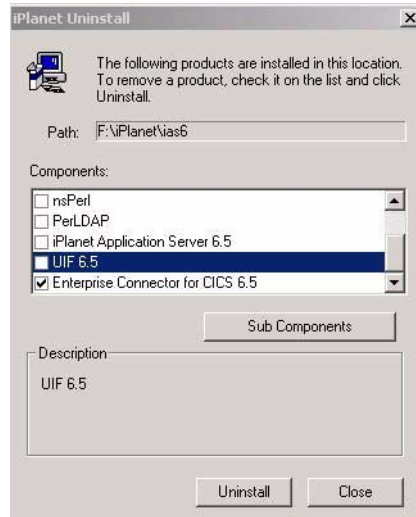 iPlanet Uninstall
The following products are installed in this location.
To remove a product, check it on the list and click
Uninstall.
Path:
F:\iPlanet\ias6
Components:
nsPerl
PerLDAP
iPlanet Application Server 6.5
UIF 6.5
Enterprise Connector for CICS 6.5
Sub Components
Description
UIF 6.5
Uninstall
Close